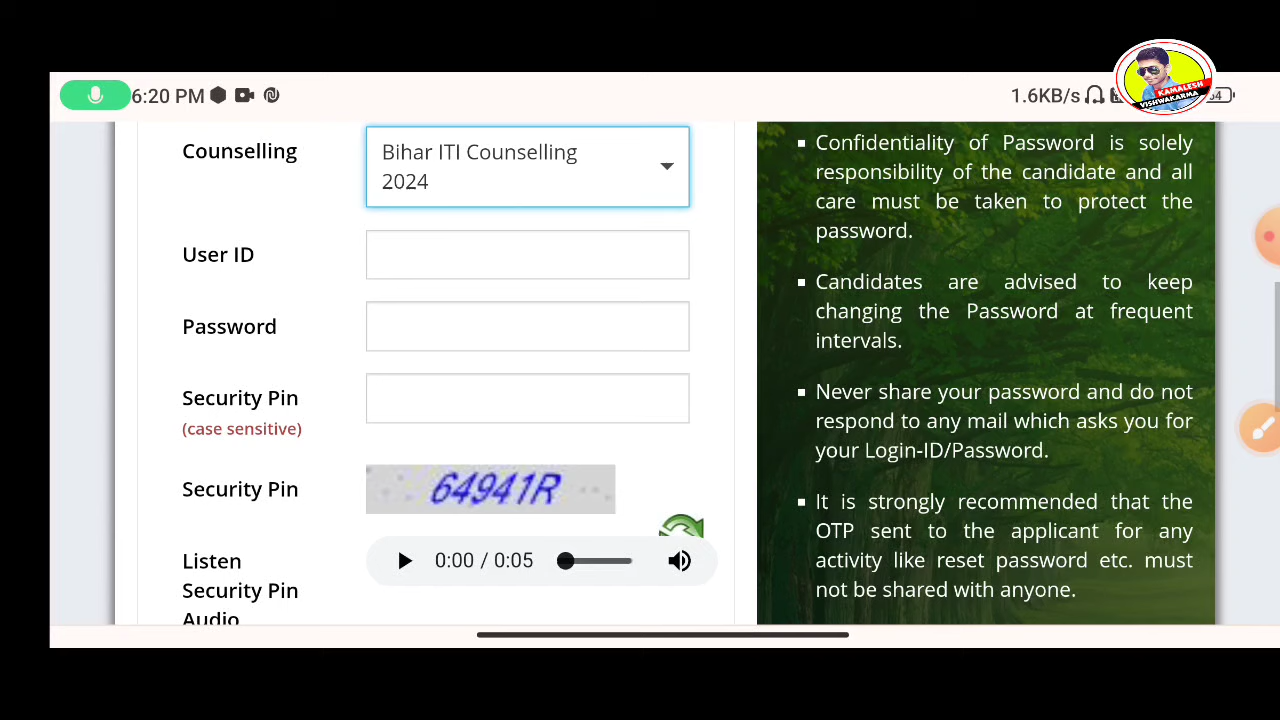 6:20 PM
1.6KB/s
KAMALESH
VISHWAKARMA
Counselling
Bihar ITI Counselling
2024
User ID
Password
Security Pin
(case sensitive)
Security Pin
64941R
0:00 / 0:05
Listen
Security Pin
Audio
Confidentiality of Password is solely
responsibility of the candidate and all
care must be taken to protect the
password.
Candidates are advised to keep
changing the Password at frequent
intervals.
Never share your password and do not
respond to any mail which asks you for
your Login-ID/Password.
It is strongly recommended that the
OTP sent to the applicant for any
activity like reset password etc. must
not be shared with anyone.